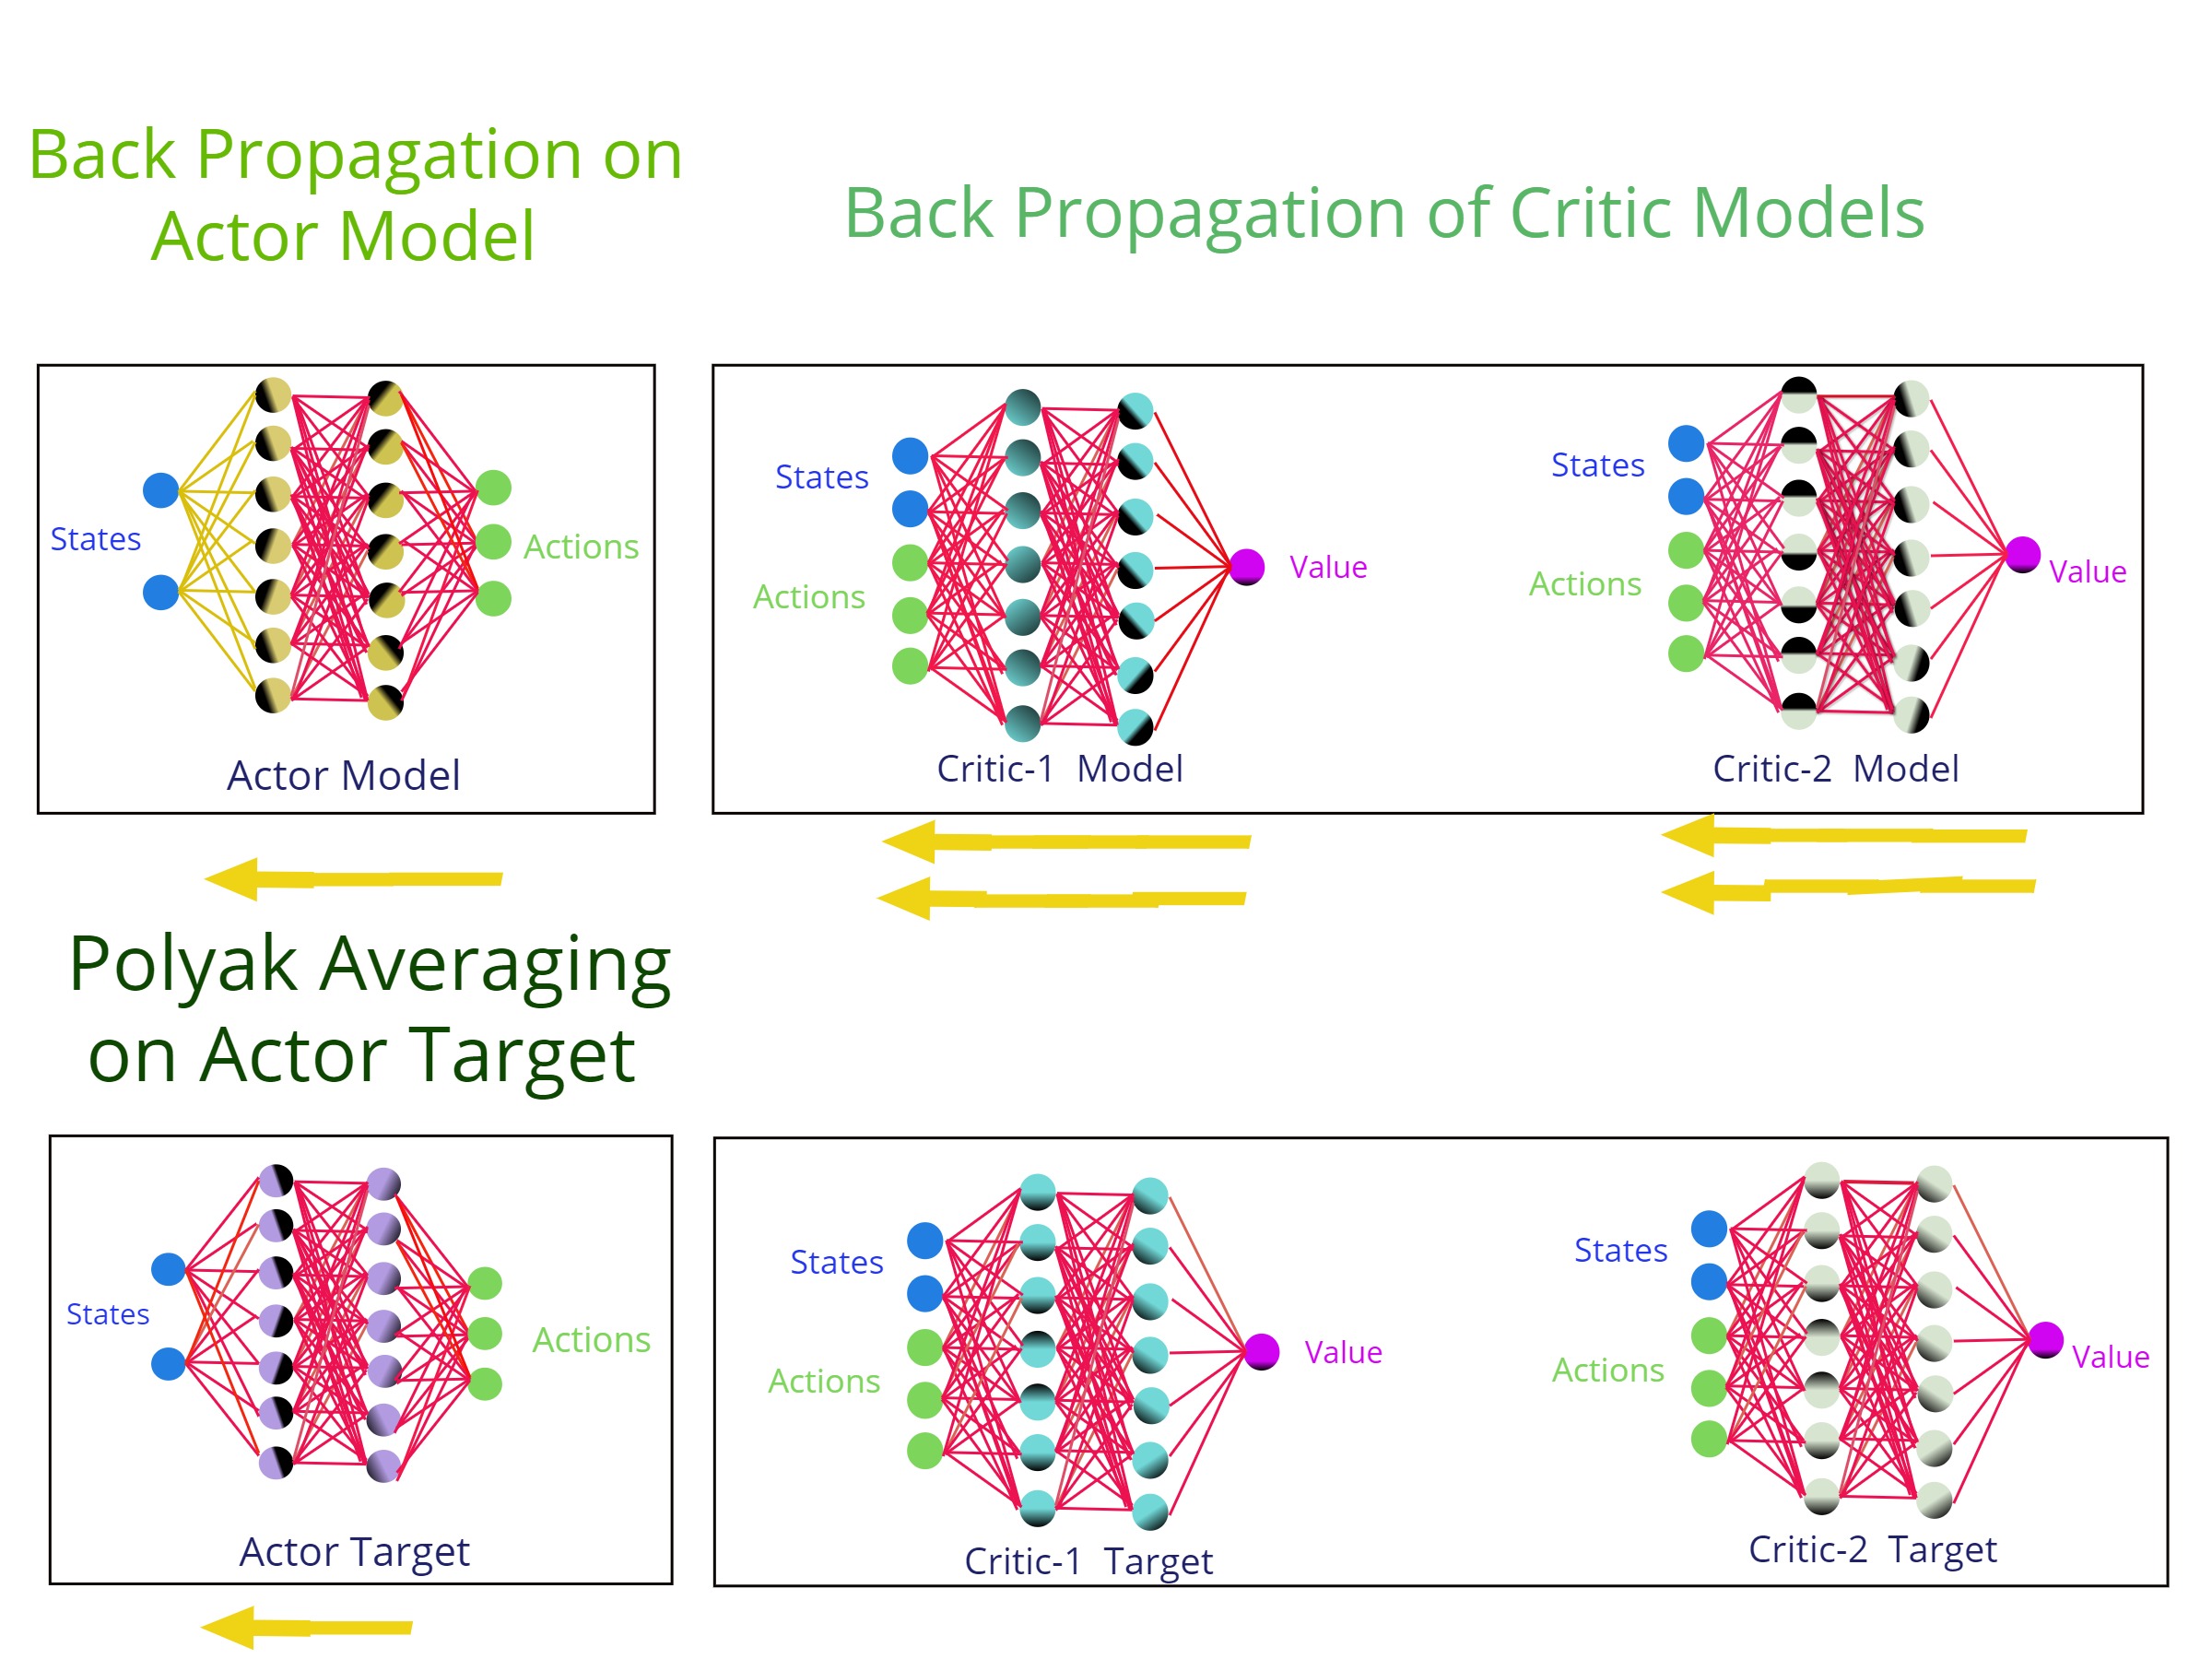 Back Propagation on
Actor Model
Back Propagation of Critic Models
States
Actions
Actor Model
States
Actions
Value
Critic-1 Model
States
Actions
Value
Critic-2 Model
Polyak Averaging
on Actor Target
States
Actions
Actor Target
States
Actions
Value
Critic-1 Target
States
Actions
Value
Critic-2 Target